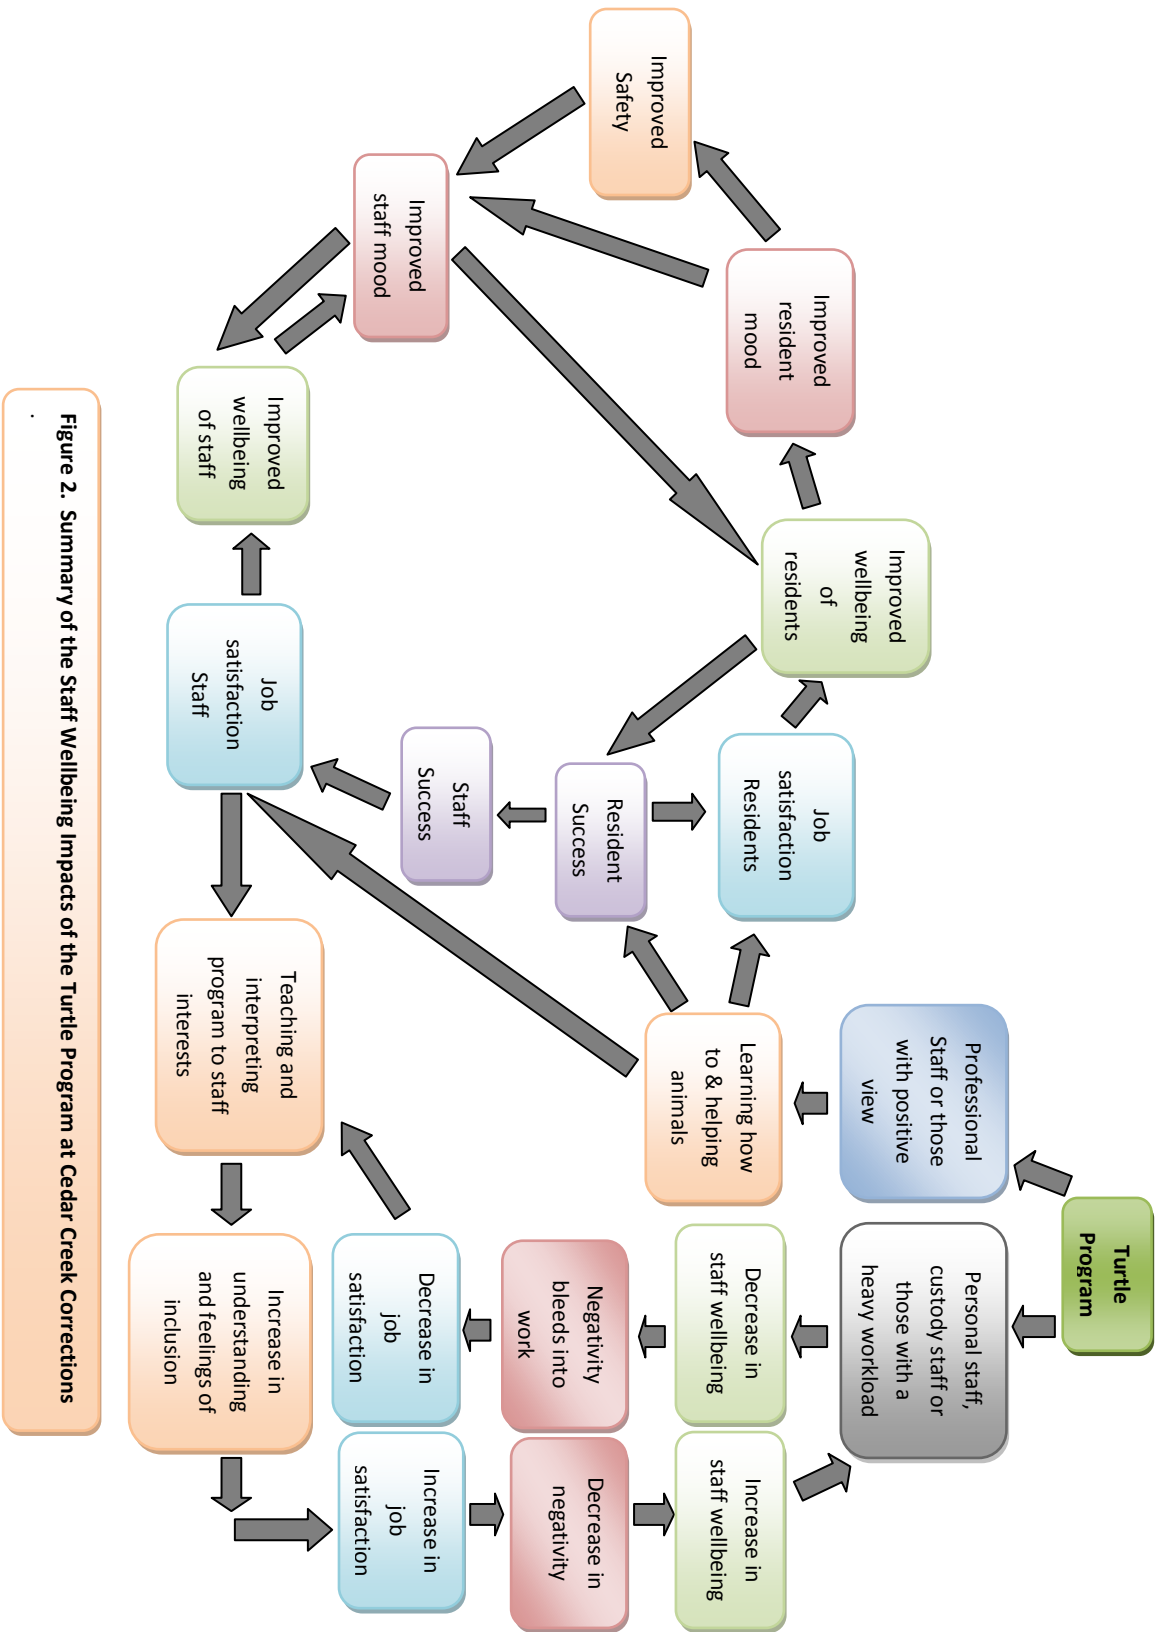 Turtle
Program
Professional
Staff or those
with positive
view
Personal staff,
custody staff or
those with a
heavy workload
Improved
wellbeing
of
residents
Improved
resident
mood
Improved
Safety
Job
satisfaction
Residents
Learning how
to & helping
animals
Decrease in
staff wellbeing
Increase in
staff wellbeing
Resident
Success
Negativity
bleeds into
work
Decrease in
negativity
Improved
staff mood
Staff
Success
Decrease in
job
satisfaction
Increase in
job
satisfaction
Improved
wellbeing
of staff
Job
satisfaction
Staff
Teaching and
interpreting
program to staff
interests
Increase in
understanding
and feelings of
inclusion
Figure 2.  Summary of the Staff Wellbeing Impacts of the Turtle Program at Cedar Creek Corrections
.